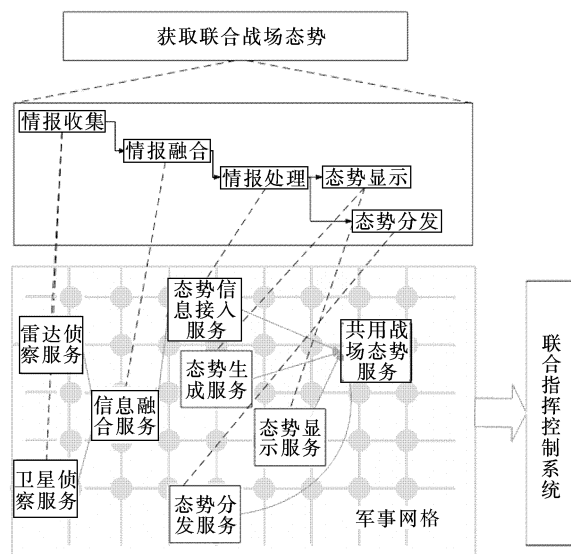 获取联合战场态势
情报收集
情报融合
情报处理
态势显示
态势分发
态势信
息接入
服务
雷达侦
察服务
共用战
场态势
服务
态势生
成服务
信息融
合服务
态势显
示服务
卫星侦
察服务
态势分
发服务
军事网格
联合指挥控制系统